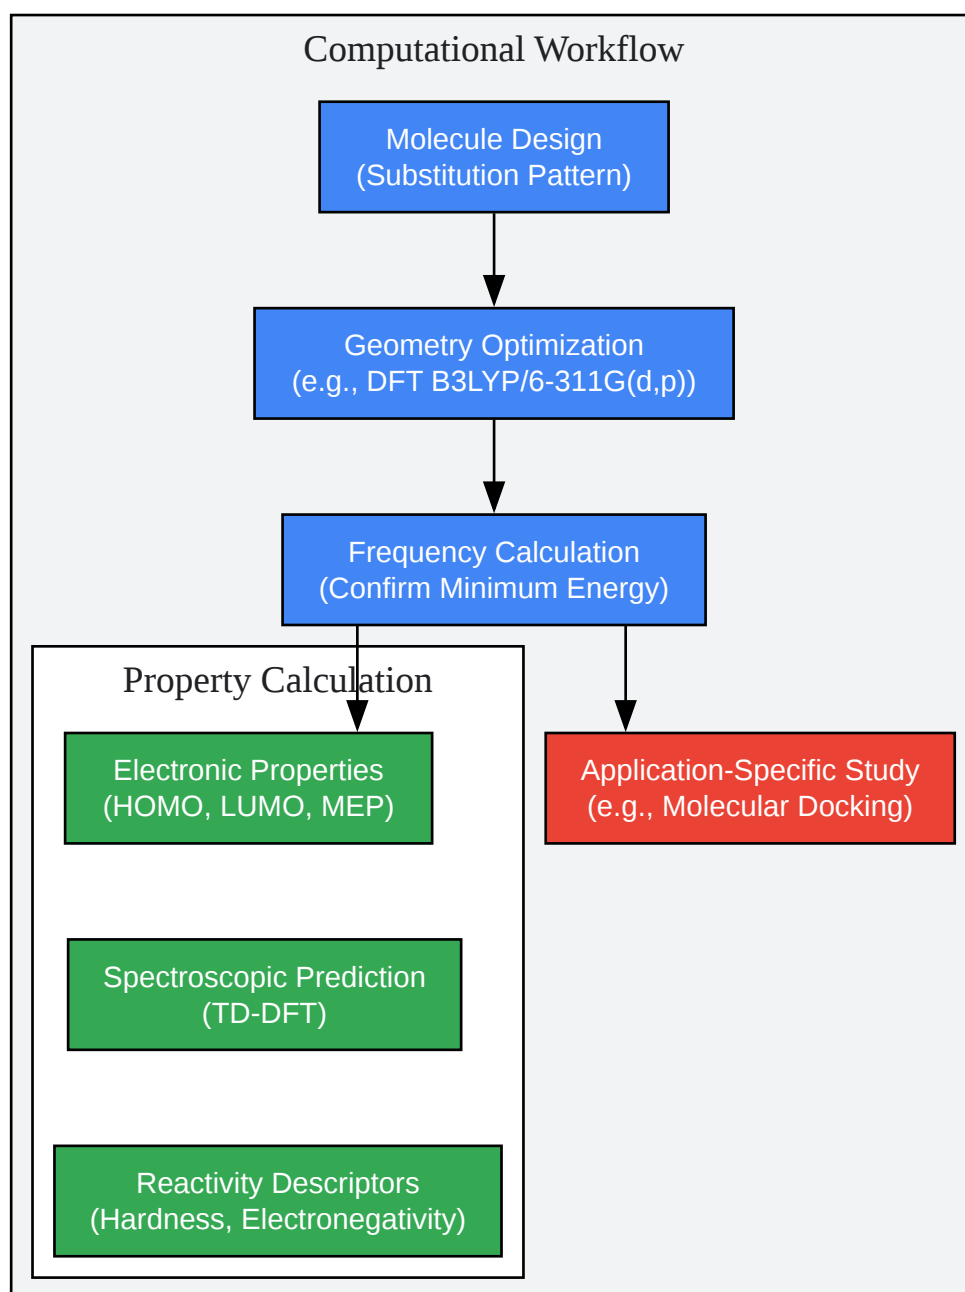 Computational Workflow
Molecule Design
(Substitution Pattern)
Geometry Optimization
(e.g., DFT B3LYP/6-311G(d,p))
Frequency Calculation
(Confirm Minimum Energy)
Property Calculation
Electronic Properties
(HOMO, LUMO, MEP)
Application-Specific Study
(e.g., Molecular Docking)
Spectroscopic Prediction
(TD-DFT)
Reactivity Descriptors
(Hardness, Electronegativity)